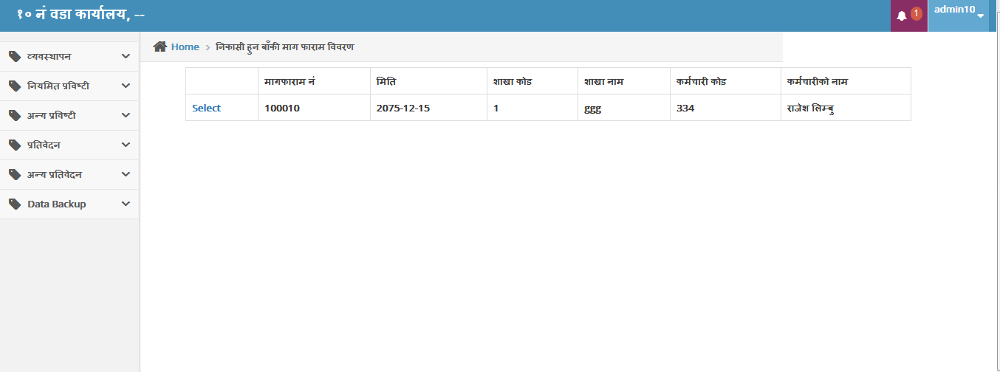 १० नं वडा कार्यालय, --
1
admin10
व्यवस्थापन
नियमित प्रविष्टी
अन्य प्रविष्टी
प्रतिवेदन
अन्य प्रतिवेदन
Data Backup
Home > निकासी हुन बाँकी माग फाराम विवरण
मागफाराम नं मिति शाखा कोड शाखा नाम कर्मचारी कोड कर्मचारीको नाम
Select 100010 2075-12-15 1 ggg 334 राजेश लिम्बु